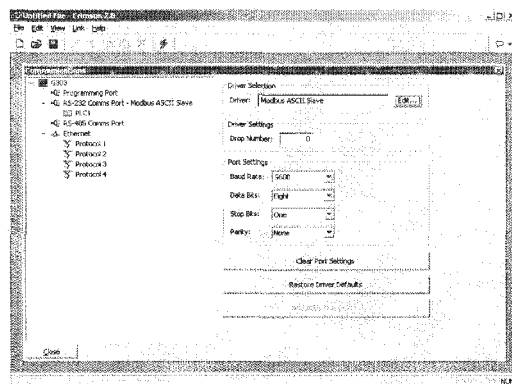 Untitled File - Crimson 2.0
File Edit View Link Help
Communications
G303
Programming Port
RS-232 Comms Port - Modbus ASCII Slave
PLC1
RS-485 Comms Port
Ethernet
Protocol 1
Protocol 2
Protocol 3
Protocol 4
Driver Selection
Driver: Modbus ASCII Slave Edit...
Driver Settings
Drop Number: 0
Port Settings
Baud Rate: 9600
Data Bits: Eight
Stop Bits: One
Parity: None
Clear Port Settings
Restore Driver Defaults
Close
NUM